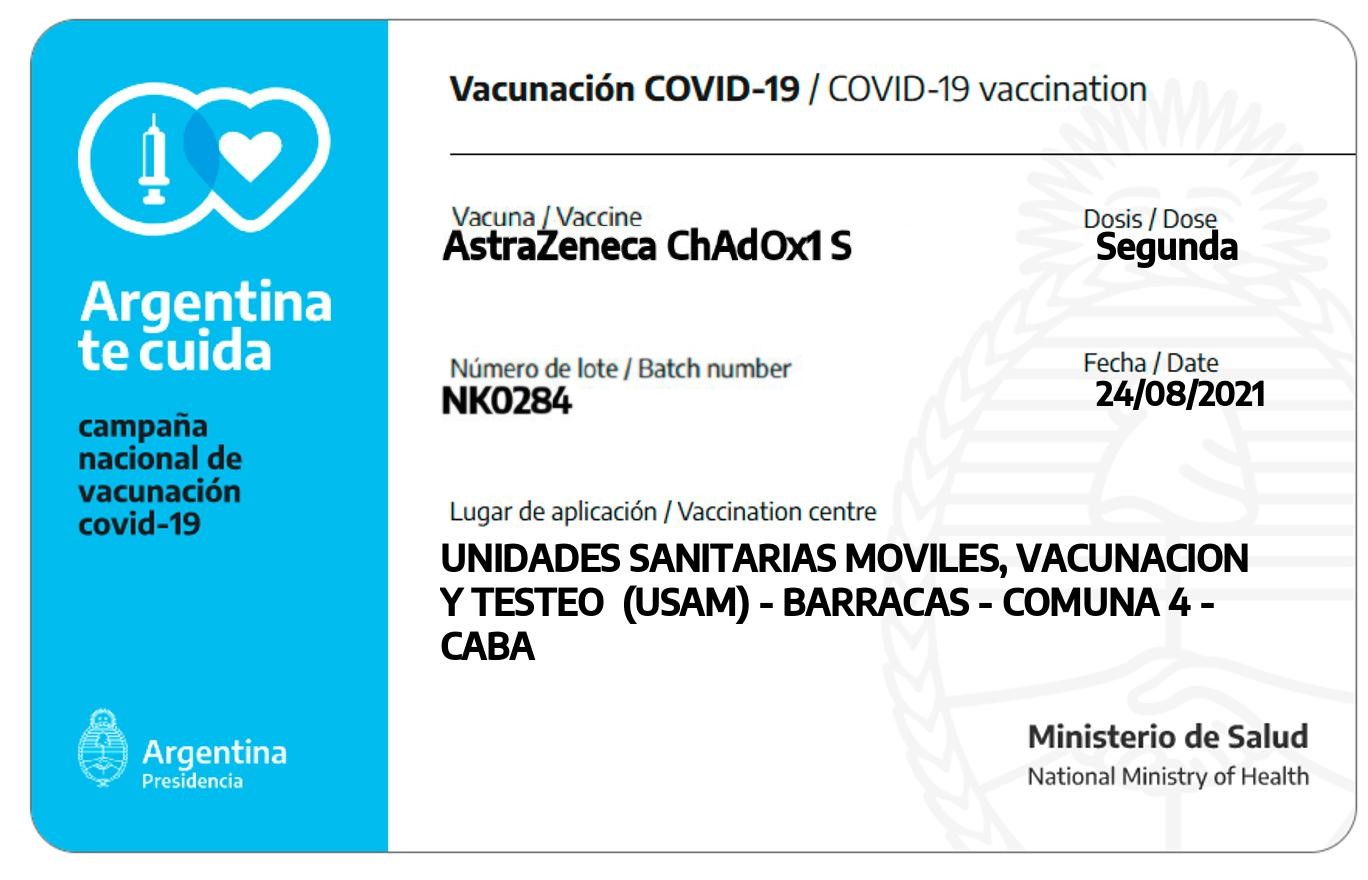 Argentina
te cuida
campaña
nacional de
vacunación
covid-19
Argentina
Presidencia
Vacunación COVID-19 / COVID-19 vaccination
Vacuna / Vaccine
AstraZeneca ChAdOx1 S
Dosis / Dose
Segunda
Número de lote / Batch number
NK0284
Fecha / Date
24/08/2021
Lugar de aplicación / Vaccination centre
UNIDADES SANITARIAS MOVILES, VACUNACION
Y TESTEO (USAM) - BARRACAS - COMUNA 4 -
CABA
Ministerio de Salud
National Ministry of Health